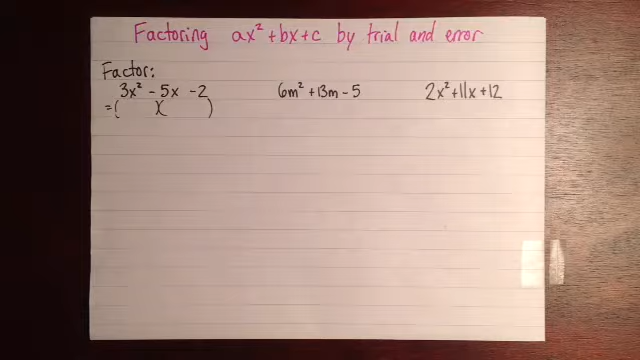 Factoring ax² + bx + c by trial and error
Factor:
3x² - 5x - 2 6m² + 13m - 5 2x² + 11x + 12
= ( )( )